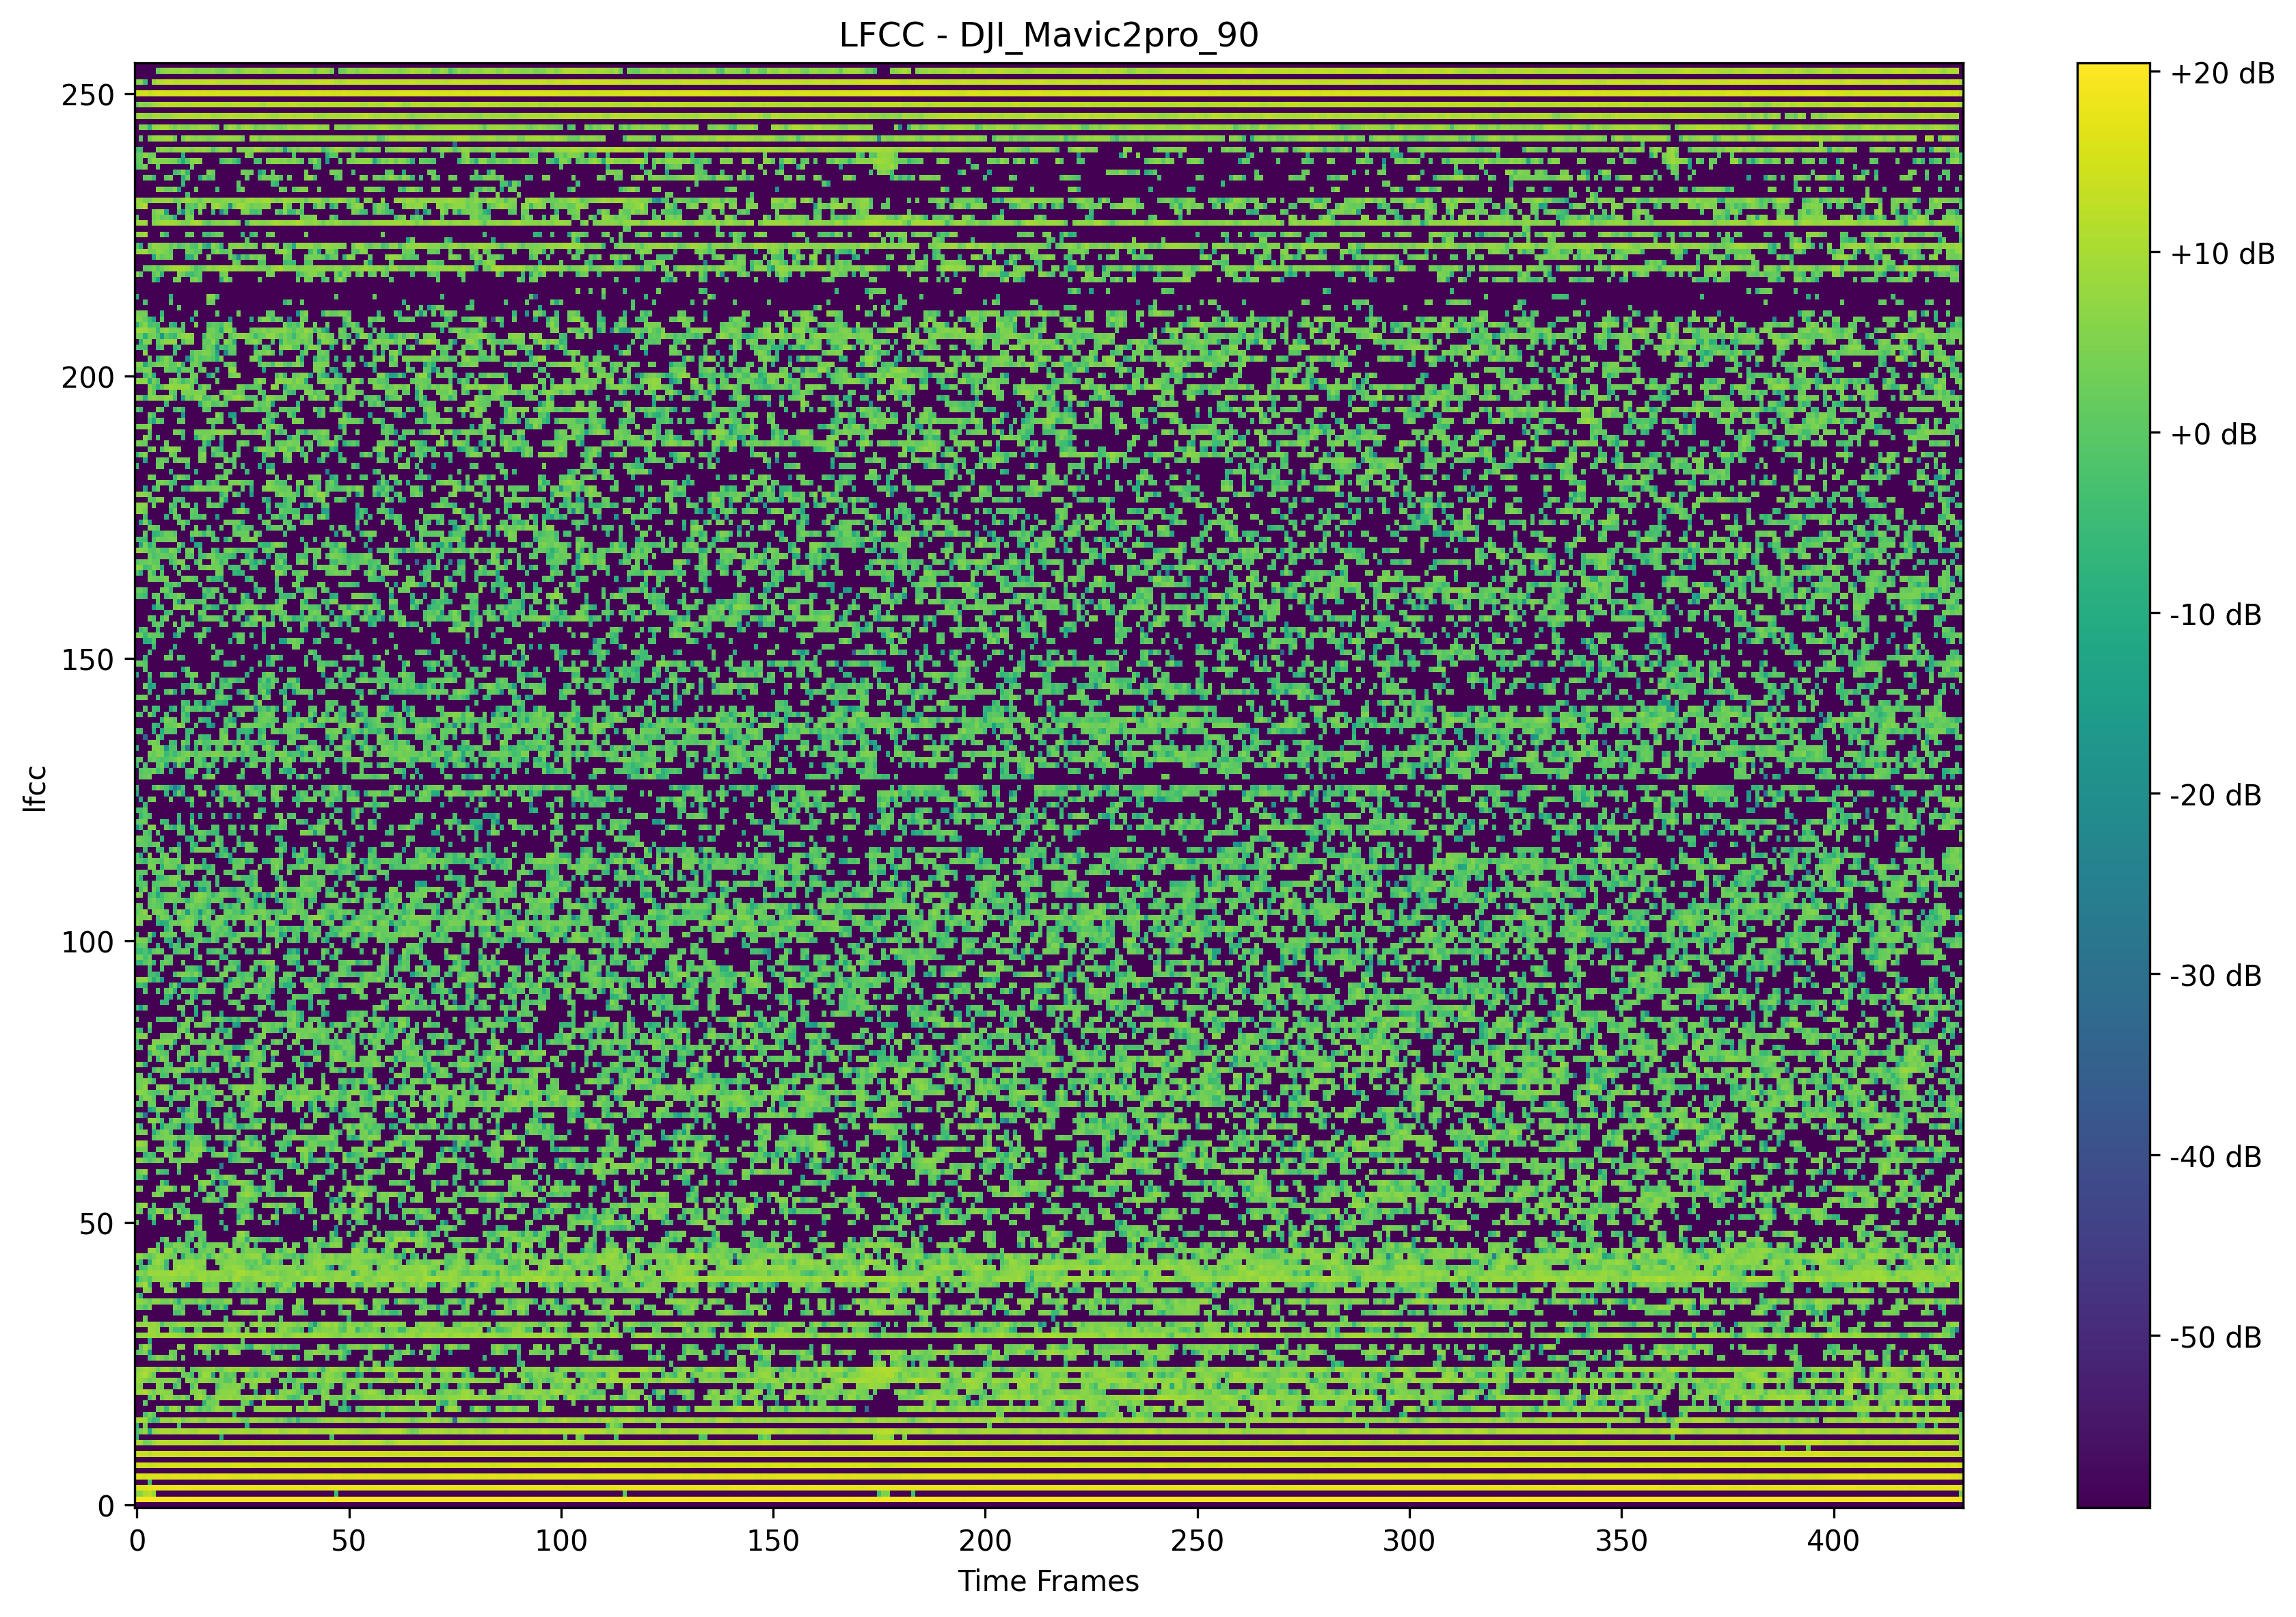 LFCC - DJI_Mavic2pro_90
250
200
150
100
50
0
lfcc
0 50 100 150 200 250 300 350 400
Time Frames
+20 dB
+10 dB
+0 dB
-10 dB
-20 dB
-30 dB
-40 dB
-50 dB